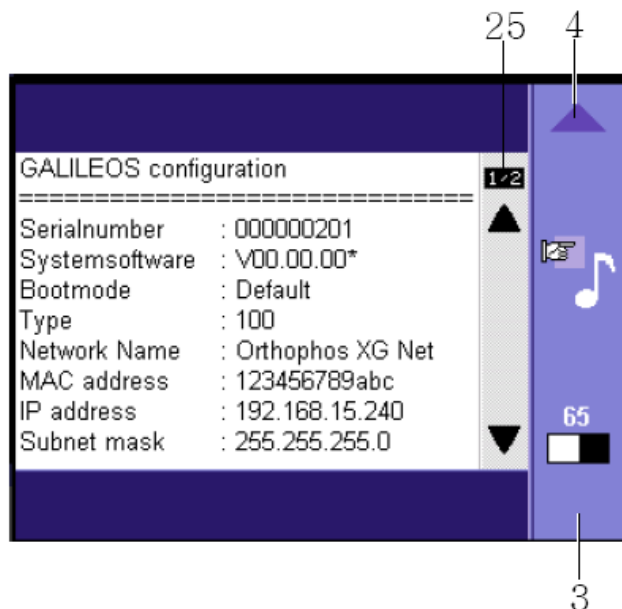 25 4
GALILEOS configuration
1/2
==============================
Serialnumber : 000000201
Systemsoftware : V00.00.00*
Bootmode : Default
Type : 100
Network Name : Orthophos XG Net
MAC address : 123456789abc
IP address : 192.168.15.240
Subnet mask : 255.255.255.0
65
3